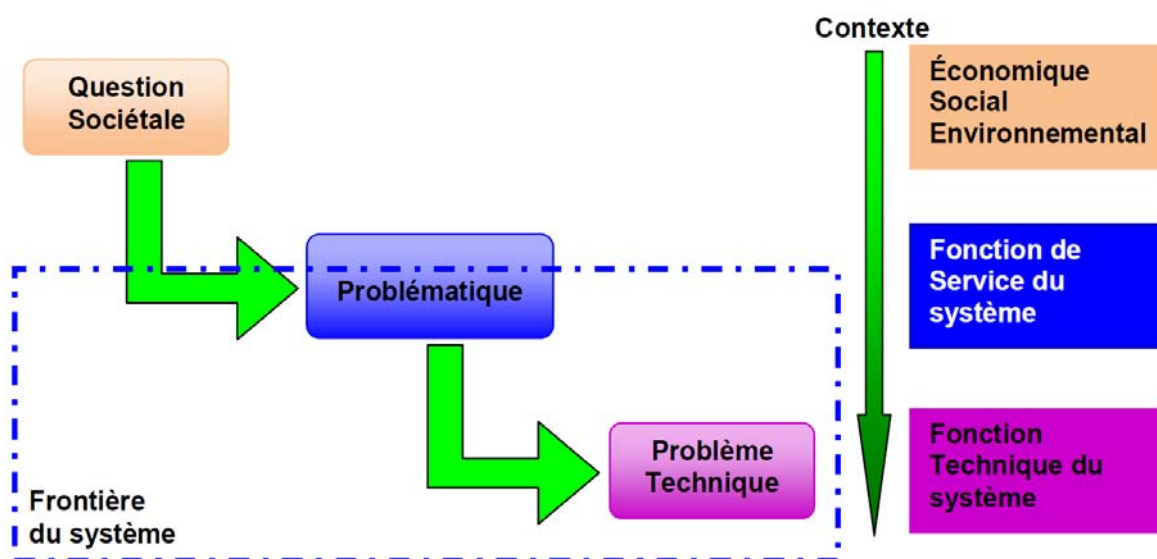 Contexte
Question
Sociétale
Économique
Social
Environnemental
Problématique
Fonction de
Service du
système
Problème
Technique
Fonction
Technique du
système
Frontière
du système